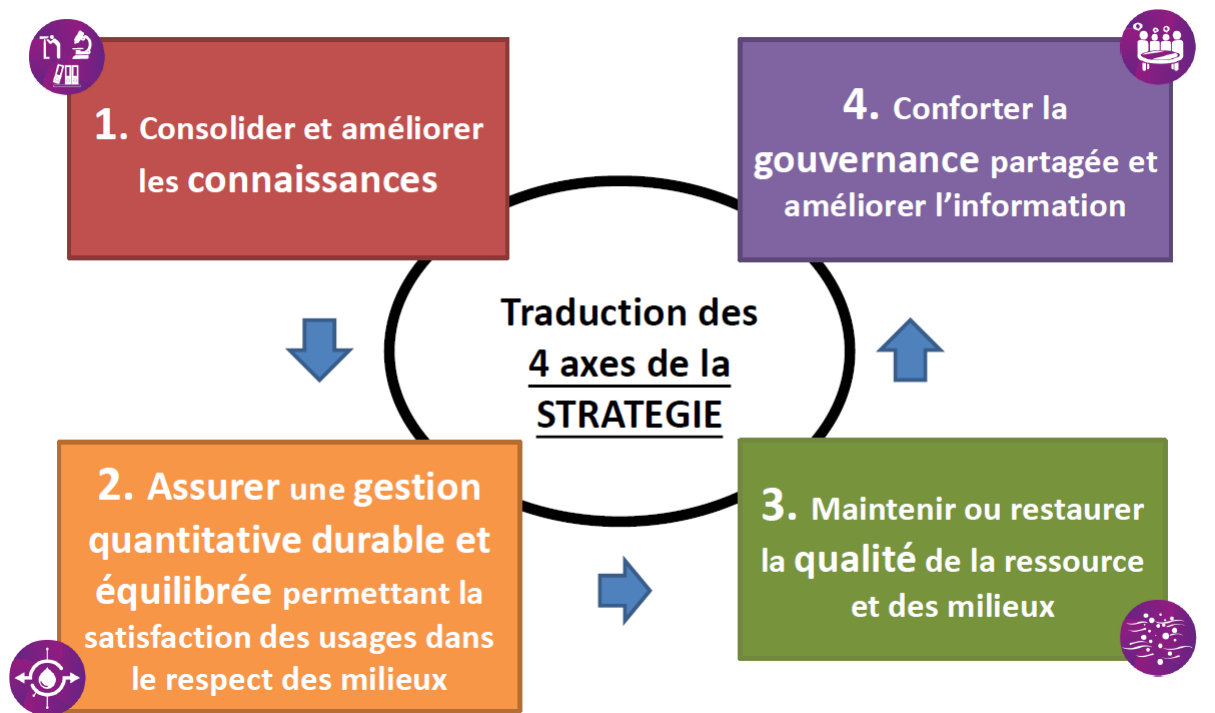 1. Consolider et améliorer
les connaissances
4. Conforter la
gouvernance partagée et
améliorer l’information
Traduction des
4 axes de la
STRATEGIE
2. Assurer une gestion
quantitative durable et
équilibrée permettant la
satisfaction des usages dans
le respect des milieux
3. Maintenir ou restaurer
la qualité de la ressource
et des milieux